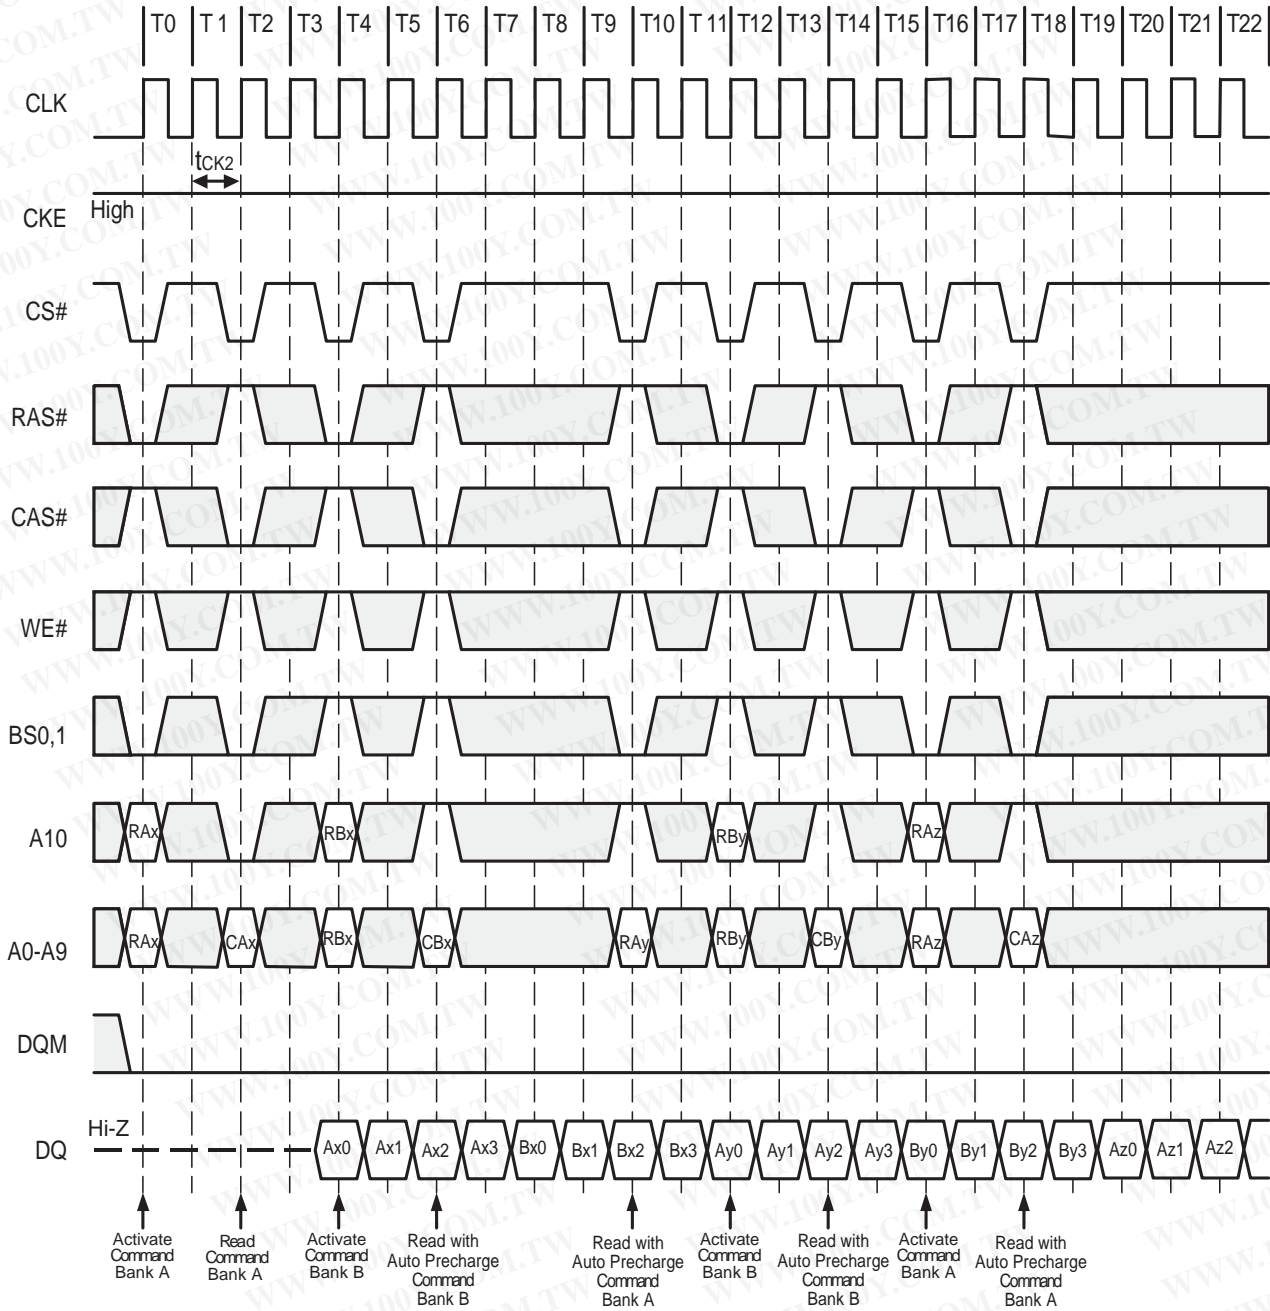 T0 T 1 T2 T3 T4 T5 T6 T7 T8 T9 T10 T 11 T12 T13 T14 T15 T16 T17 T18 T19 T20 T21 T22
CLK
tCK2
CKE High
CS#
RAS#
CAS#
WE#
BS0,1
A10 RAx RBx RBy RAz
A0-A9 RAx CAx RBx CBx RAy RBy CBy RAz CAz
DQM
Hi-Z
DQ Ax0 Ax1 Ax2 Ax3 Bx0 Bx1 Bx2 Bx3 Ay0 Ay1 Ay2 Ay3 By0 By1 By2 By3 Az0 Az1 Az2
Activate
Command
Bank A
Read
Command
Bank A
Activate
Command
Bank B
Read with
Auto Precharge
Command
Bank B
Read with
Auto Precharge
Command
Bank A
Activate
Command
Bank B
Read with
Auto Precharge
Command
Bank B
Activate
Command
Bank A
Read with
Auto Precharge
Command
Bank A
WWW.100Y.COM.TW